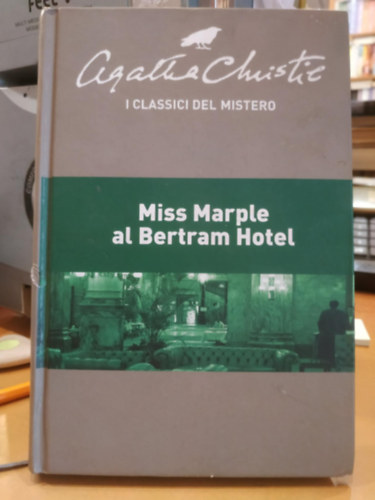 Agatha Christie
I CLASSICI DEL MISTERO
Miss Marple
al Bertram Hotel